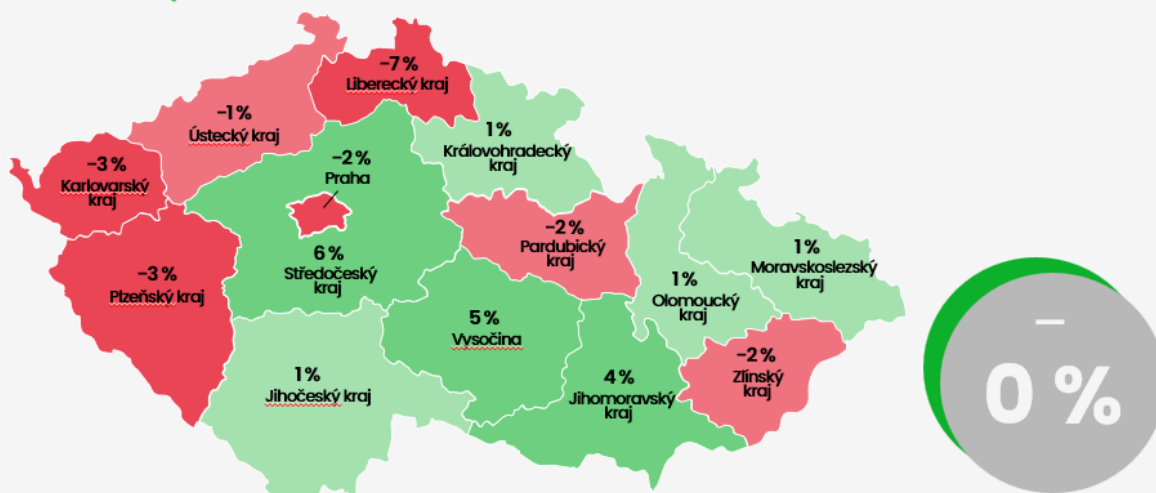 -7 %
Liberecký kraj
-1 %
Ústecký kraj
1 %
Královohradecký
kraj
-3 %
Karlovarský
kraj
-2 %
Praha
-2 %
Pardubický
kraj
6 %
Středočeský
kraj
-3 %
Plzeňský kraj
1 %
Moravskoslezský
kraj
1 %
Olomoucký
kraj
5 %
Vysočina
-2 %
Zlínský
kraj
1 %
Jihočeský kraj
4 %
Jihomoravský
kraj
–
0 %